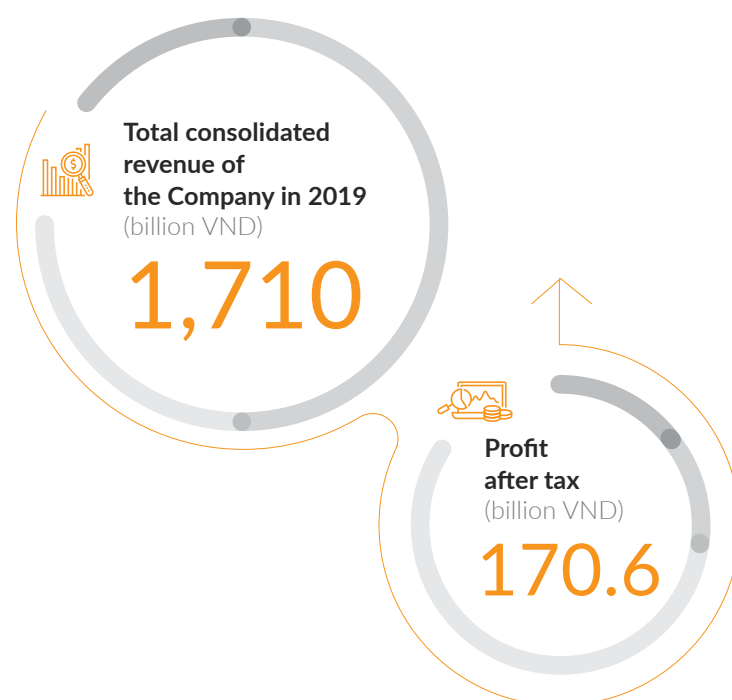 Total consolidated
revenue of
the Company in 2019
(billion VND)
1,710
Profit
after tax
(billion VND)
170.6